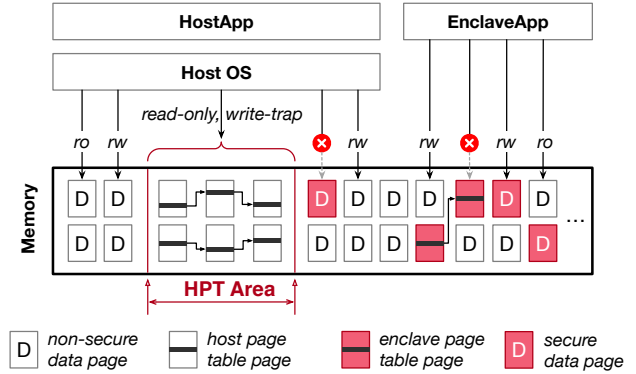 HostApp
EnclaveApp
Host OS
read-only, write-trap
ro rw rw rw rw ro
Memory
D D D D D D D D D
D D D D D D D D D
...
HPT Area
D non-secure data page
host page table page
enclave page table page
D secure data page